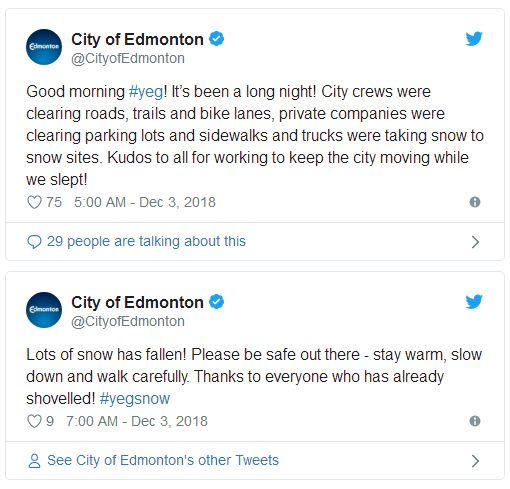 City of Edmonton
@CityofEdmonton
Edmonton
Good morning #yeg! It's been a long night! City crews were
clearing roads, trails and bike lanes, private companies were
clearing parking lots and sidewalks and trucks were taking snow to
snow sites. Kudos to all for working to keep the city moving while
we slept!
75 5:00 AM - Dec 3, 2018
29 people are talking about this
City of Edmonton
@CityofEdmonton
Edmonton
Lots of snow has fallen! Please be safe out there - stay warm, slow
down and walk carefully. Thanks to everyone who has already
shovelled! #yegsnow
9 7:00 AM - Dec 3, 2018
See City of Edmonton's other Tweets